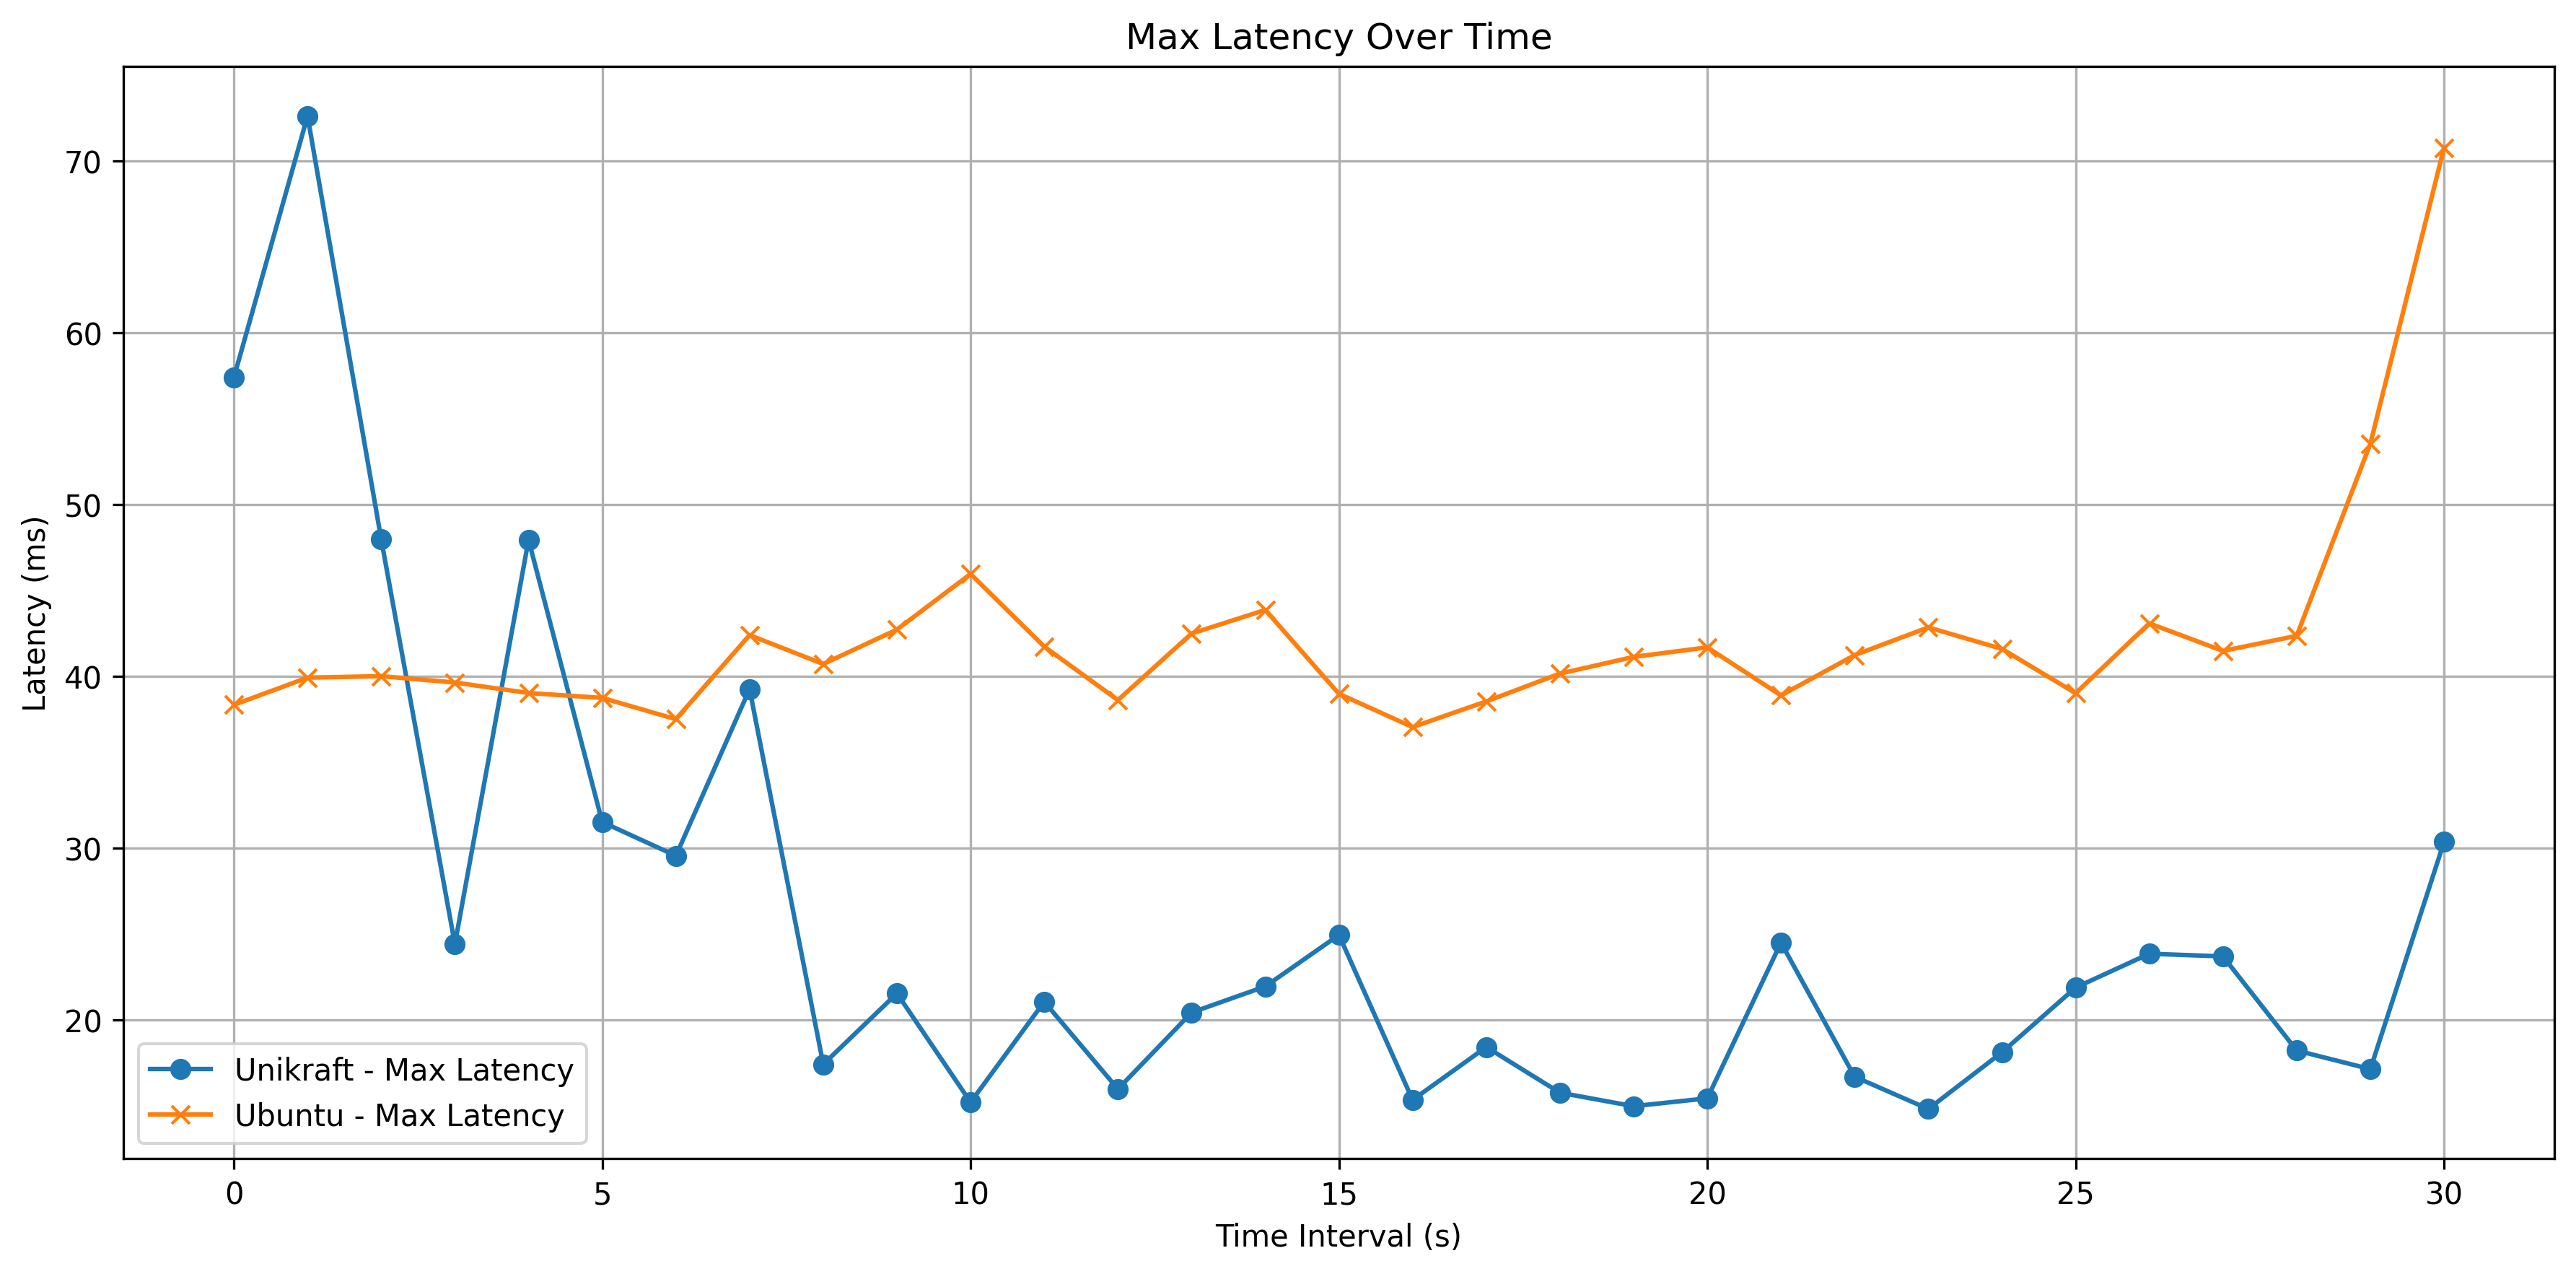 Max Latency Over Time
70
60
50
40
30
20
Latency (ms)
Unikraft - Max Latency
Ubuntu - Max Latency
0 5 10 15 20 25 30
Time Interval (s)